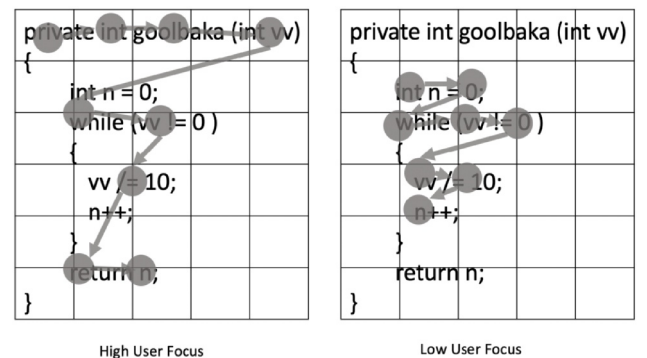 private int goolbaka (int vv)
{
int n = 0;
while (vv != 0 )
{
vv /= 10;
n++;
}
return n;
}
High User Focus
private int goolbaka (int vv)
{
int n = 0;
while (vv != 0 )
{
vv /= 10;
n++;
}
return n;
}
Low User Focus